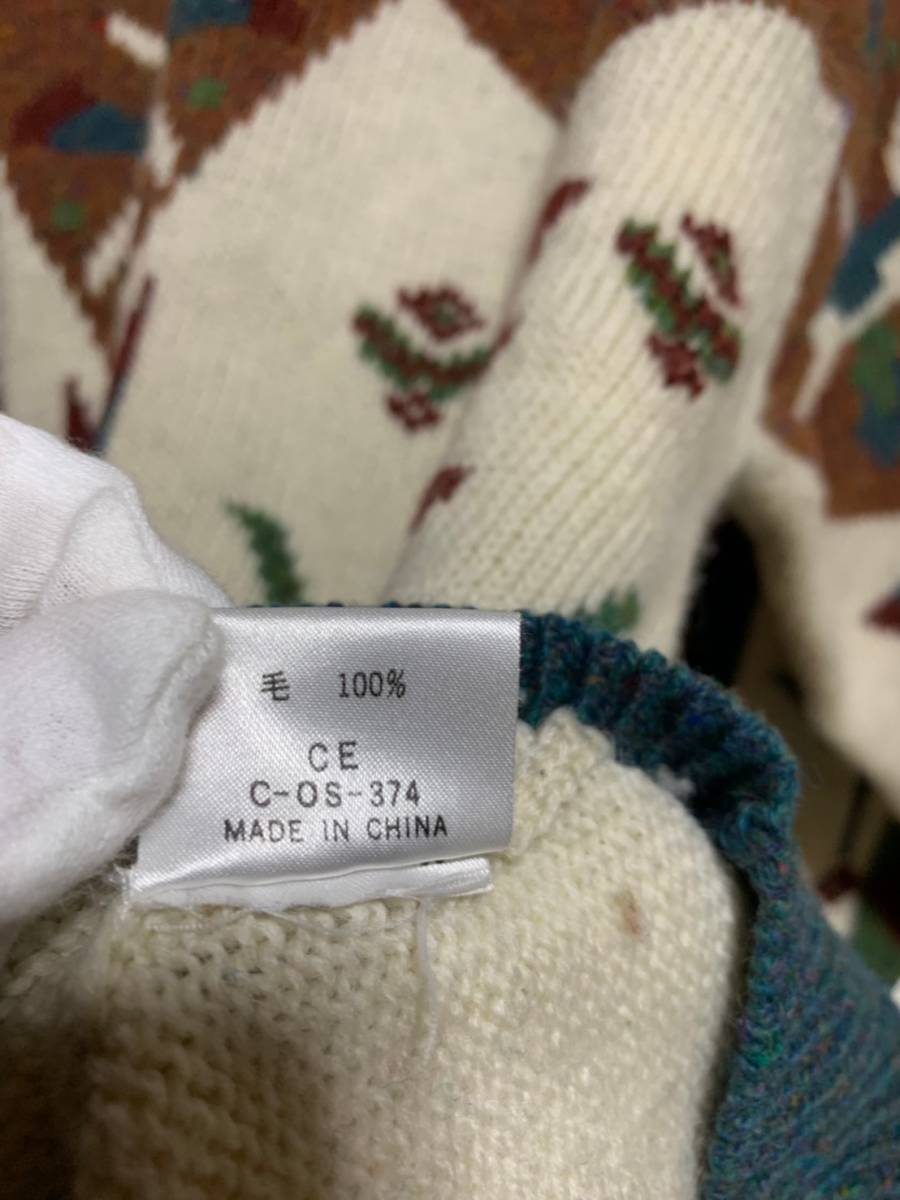 毛 100%
CE
C-OS-374
MADE IN CHINA